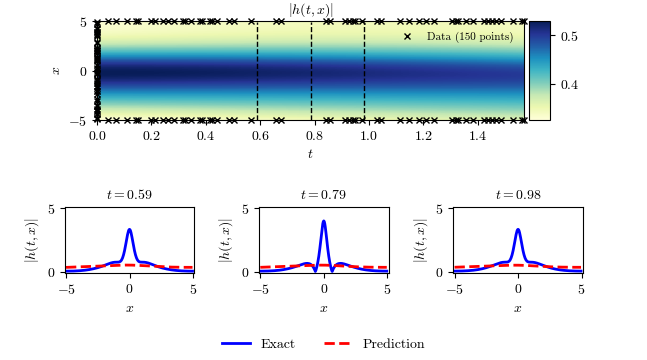 |h(t, x)|
5
0
−5
x
Data (150 points)
0.5
0.4
0.0 0.2 0.4 0.6 0.8 1.0 1.2 1.4
t
t = 0.59 t = 0.79 t = 0.98
|h(t, x)| |h(t, x)| |h(t, x)|
5 5 5
0 0 0
−5 0 5 −5 0 5 −5 0 5
x x x
Exact Prediction